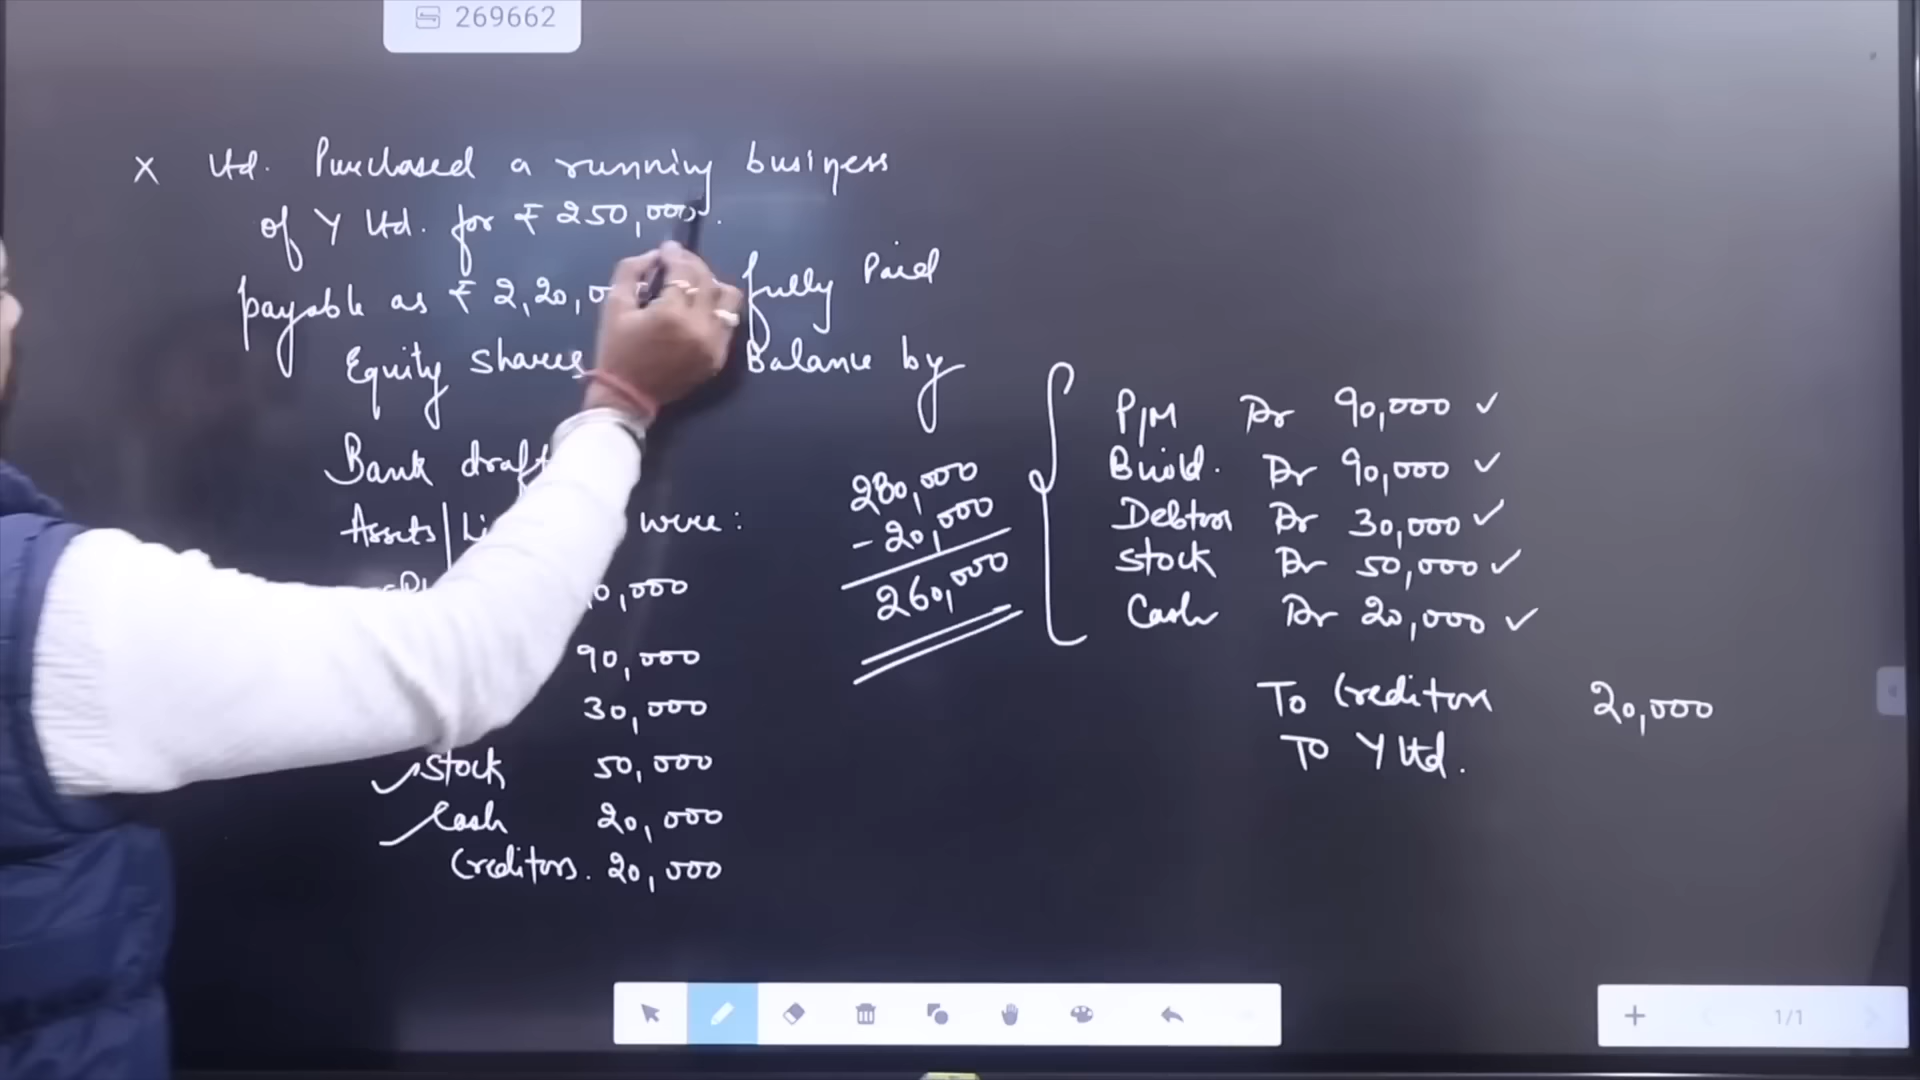 269662
X Ltd. Purchased a running business
of Y Ltd. for ₹ 250,000.
payable as ₹ 2,20, fully Paid
Equity shares Balance by
Bank draft
Assets/ were:
0,000
90,000
30,000
Stock 50,000
Cash 20,000
Creditors. 20,000
280,000
- 20,000
260,000
P/M Dr 90,000 ✓
Build. Dr 90,000 ✓
Debtors Dr 30,000 ✓
Stock Dr 50,000 ✓
Cash Dr 20,000 ✓
To Creditors 20,000
To Y Ltd.
1/1